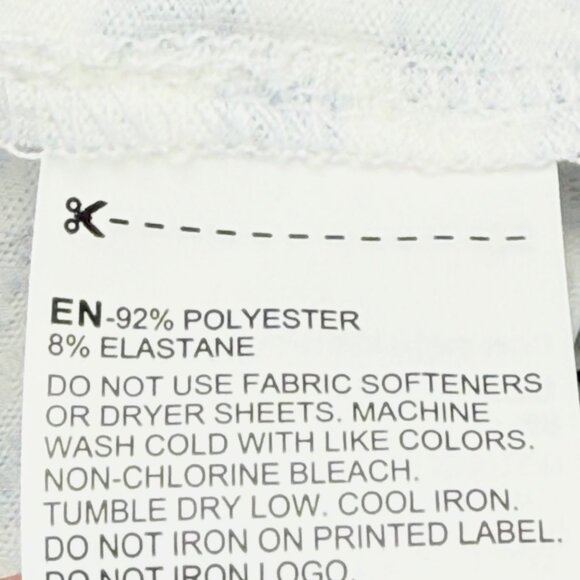 EN-92% POLYESTER
8% ELASTANE
DO NOT USE FABRIC SOFTENERS
OR DRYER SHEETS. MACHINE
WASH COLD WITH LIKE COLORS.
NON-CHLORINE BLEACH.
TUMBLE DRY LOW. COOL IRON.
DO NOT IRON ON PRINTED LABEL.
DO NOT IRON LOGO.